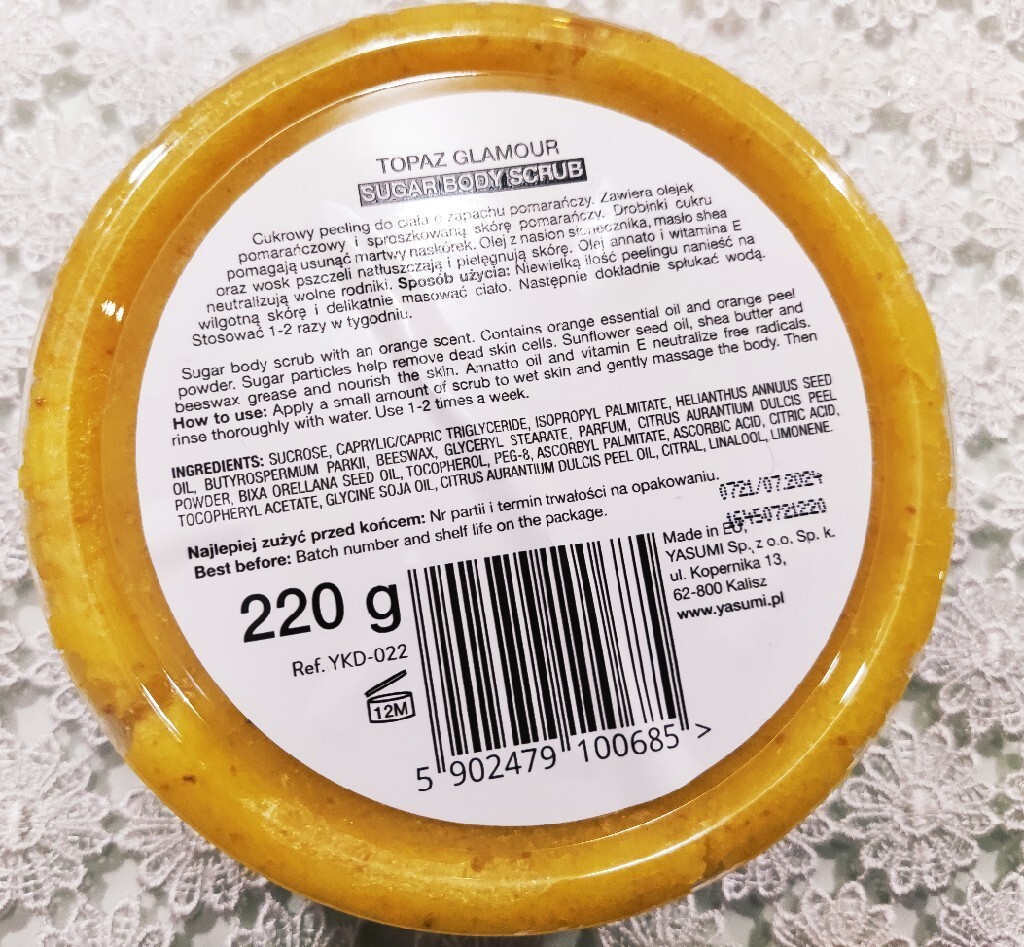 TOPAZ GLAMOUR
SUGAR BODY SCRUB
Cukrowy peeling do ciała o zapachu pomarańczy. Zawiera olejek
pomarańczowy i sproszkowaną skórę pomarańczy. Drobinki cukru
pomagają usunąć martwy naskórek. Olej z nasion słonecznika, masło shea
oraz wosk pszczeli natłuszczają i pielęgnują skórę. Olej annato i witamina E
neutralizują wolne rodniki. Sposób użycia: Niewielką ilość peelingu nanieść na
wilgotną skórę i delikatnie masować ciało. Następnie dokładnie spłukać wodą.
Stosować 1-2 razy w tygodniu.
Sugar body scrub with an orange scent. Contains orange essential oil and orange peel
powder. Sugar particles help remove dead skin cells. Sunflower seed oil, shea butter and
beeswax grease and nourish the skin. Annatto oil and vitamin E neutralize free radicals.
How to use: Apply a small amount of scrub to wet skin and gently massage the body. Then
rinse thoroughly with water. Use 1-2 times a week.
INGREDIENTS: SUCROSE, CAPRYLIC/CAPRIC TRIGLYCERIDE, ISOPROPYL PALMITATE, HELIANTHUS ANNUUS SEED
OIL, BUTYROSPERMUM PARKII, BEESWAX, GLYCERYL STEARATE, PARFUM, CITRUS AURANTIUM DULCIS PEEL
POWDER, BIXA ORELLANA SEED OIL, TOCOPHEROL, PEG-8, ASCORBYL PALMITATE, ASCORBIC ACID, CITRIC ACID,
TOCOPHERYL ACETATE, GLYCINE SOJA OIL, CITRUS AURANTIUM DULCIS PEEL OIL, CITRAL, LINALOOL, LIMONENE.
Najlepiej zużyć przed końcem: Nr partii i termin trwałości na opakowaniu.
Best before: Batch number and shelf life on the package.
0721/07.2024
16450721220
Made in EU,
YASUMI Sp. z o.o. Sp. k.
ul. Kopernika 13,
62-800 Kalisz
www.yasumi.pl
220 g
Ref. YKD-022
12M
5 902479 100685 >